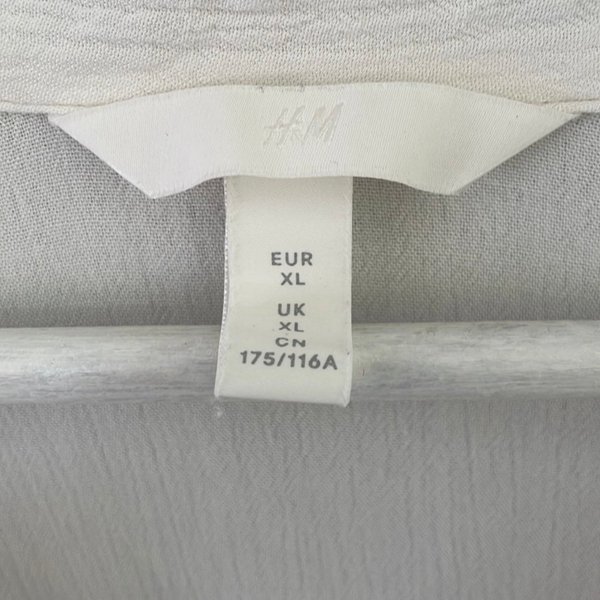 H&M
EUR
XL
UK
XL
CN
175/116A